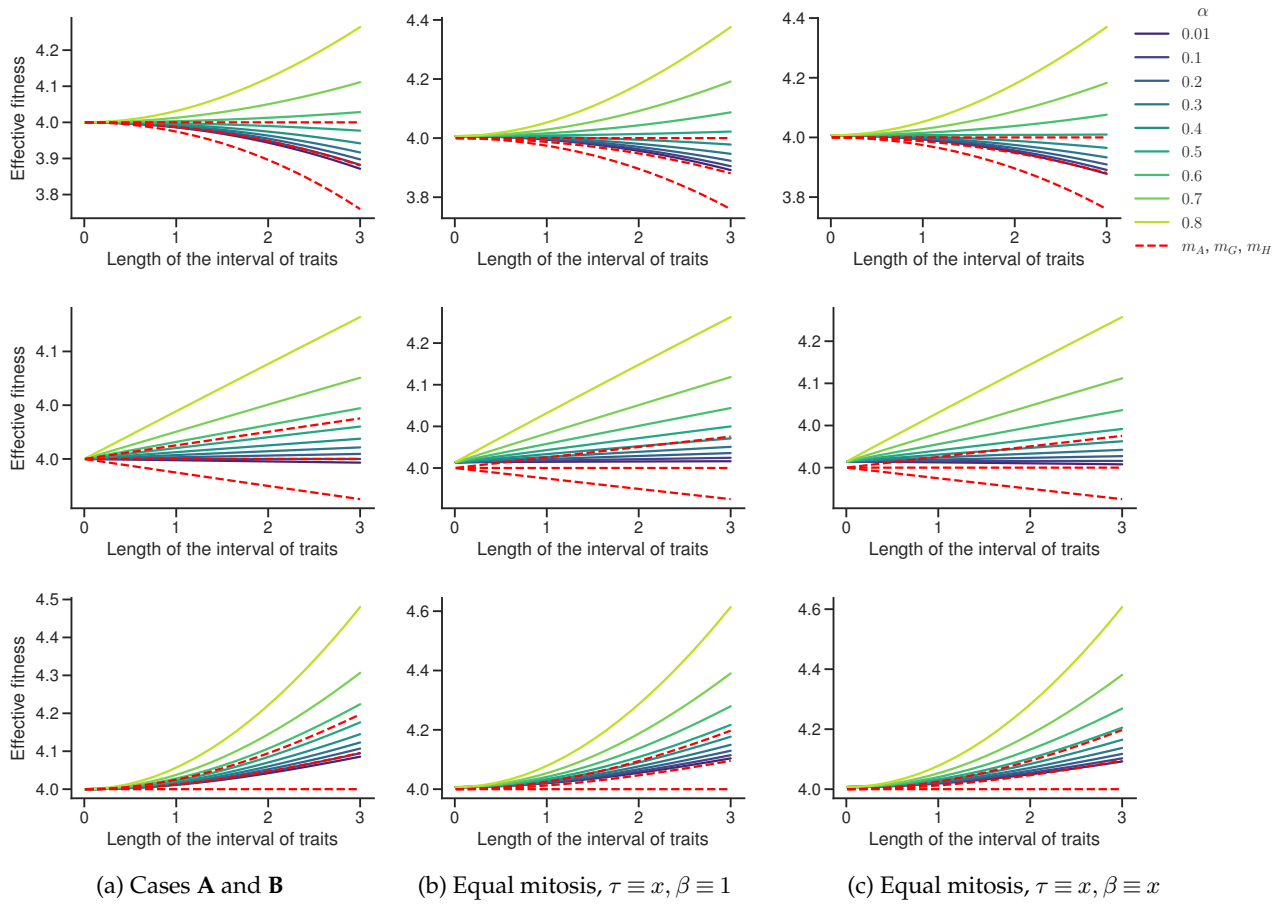 α
0.01
0.1
0.2
0.3
0.4
0.5
0.6
0.7
0.8
m_A, m_G, m_H
Effective fitness
4.2
4.1
4.0
3.9
3.8
0 1 2 3
Length of the interval of traits
4.4
4.2
4.0
3.8
0 1 2 3
Length of the interval of traits
4.4
4.2
4.0
3.8
0 1 2 3
Length of the interval of traits
Effective fitness
4.1
4.0
4.0
0 1 2 3
Length of the interval of traits
4.2
4.1
4.1
4.0
0 1 2 3
Length of the interval of traits
4.2
4.1
4.1
4.0
0 1 2 3
Length of the interval of traits
Effective fitness
4.5
4.4
4.3
4.2
4.1
4.0
0 1 2 3
Length of the interval of traits
4.6
4.4
4.2
4.0
0 1 2 3
Length of the interval of traits
4.6
4.4
4.2
4.0
0 1 2 3
Length of the interval of traits
(a) Cases A and B
(b) Equal mitosis, τ ≡ x, β ≡ 1
(c) Equal mitosis, τ ≡ x, β ≡ x